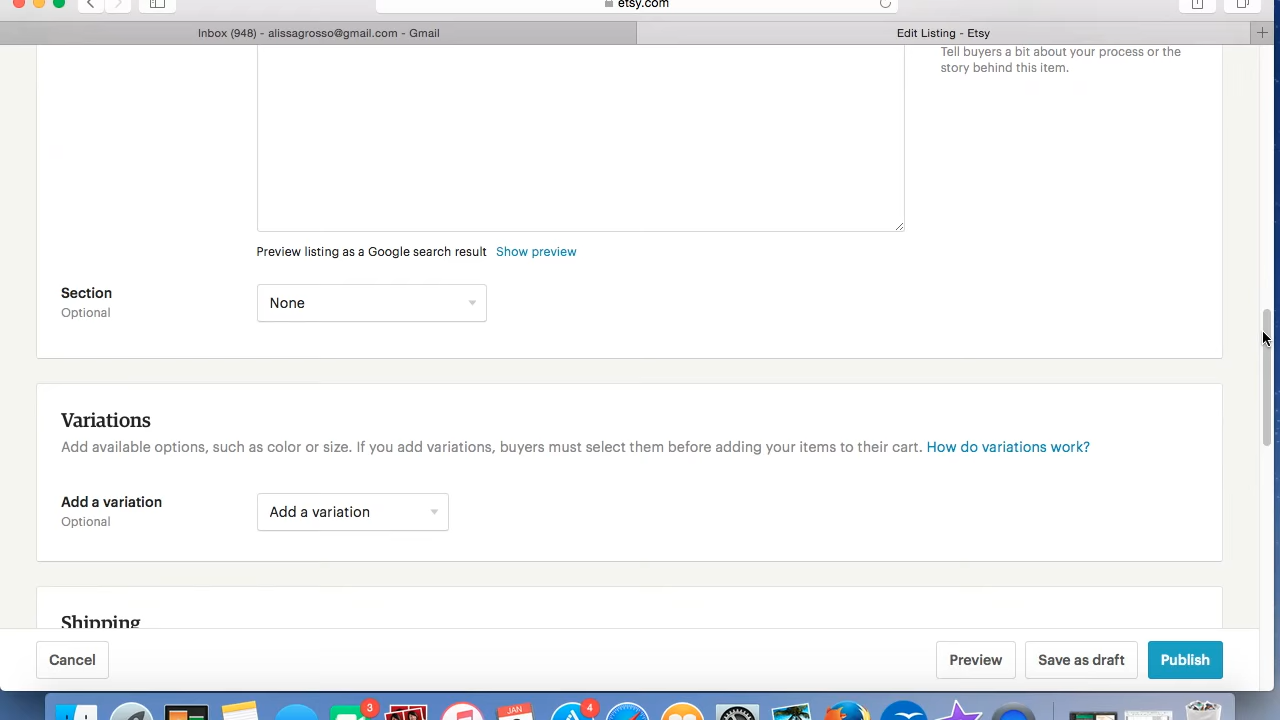 etsy.com
Inbox (948) - alissagrosso@gmail.com - Gmail
Edit Listing - Etsy
Tell buyers a bit about your process or the
story behind this item.
Preview listing as a Google search result Show preview
Section
Optional
None
Variations
Add available options, such as color or size. If you add variations, buyers must select them before adding your items to their cart. How do variations work?
Add a variation
Optional
Add a variation
Shipping
Cancel
Preview
Save as draft
Publish
3
JAN
4